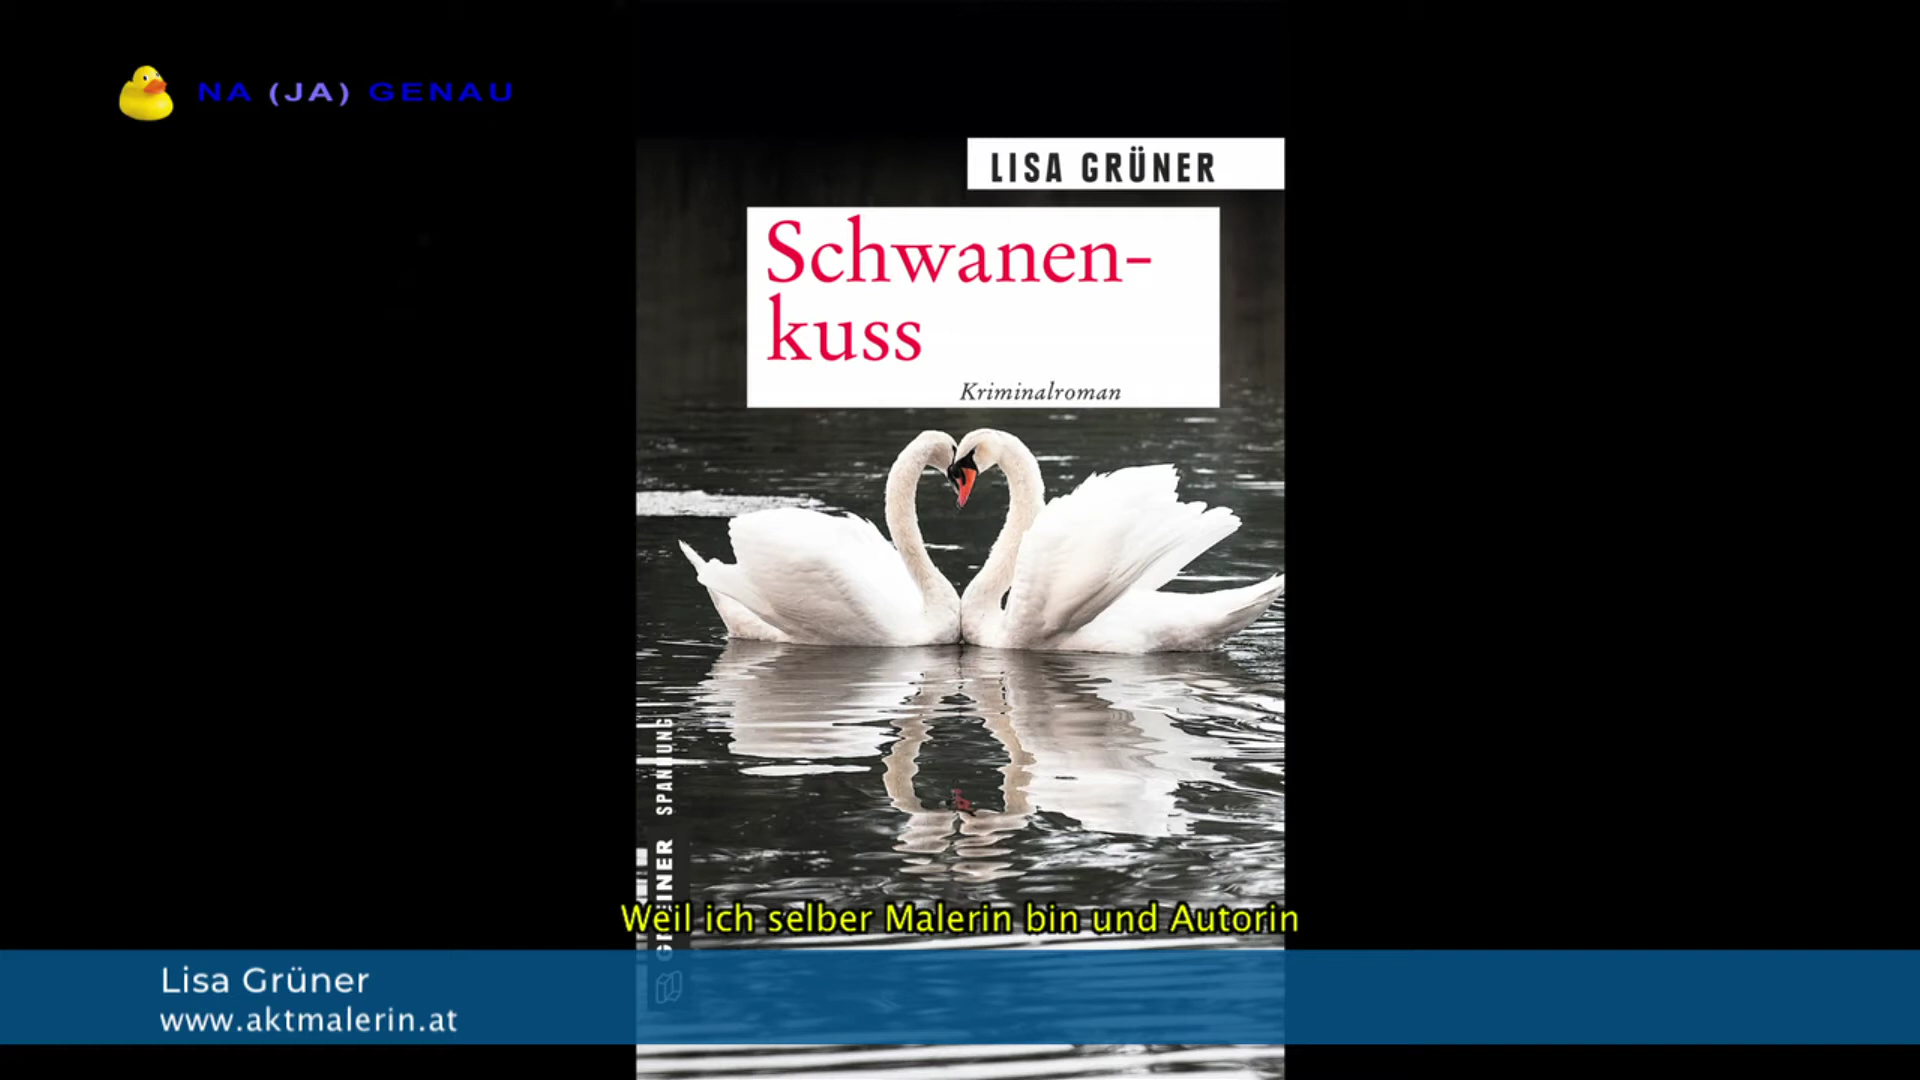 NA (JA) GENAU
LISA GRÜNER
Schwanen-
kuss
Kriminalroman
SPANNUNG
Weil ich selber Malerin bin und Autorin
Lisa Grüner
www.aktmalerin.at